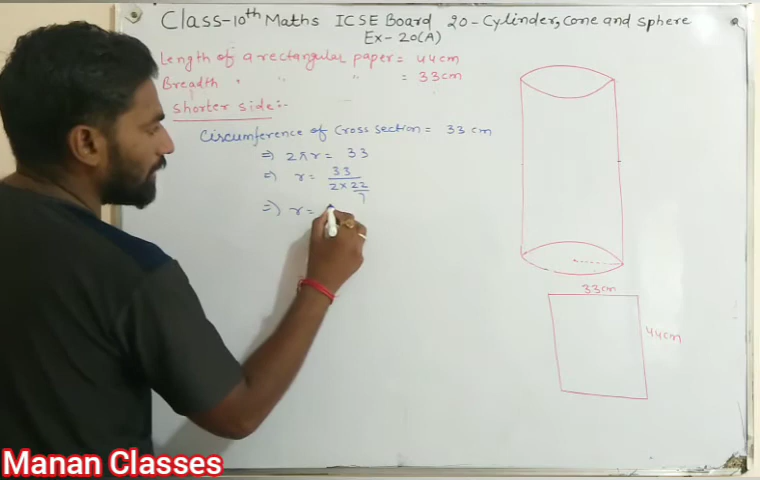 Class-10th Maths ICSE Board 20-Cylinder, Cone and Sphere
Ex-20(A)
Length of a rectangular paper = 44cm
Breadth " " " = 33cm
Shorter side:-
Circumference of Cross section = 33 cm
⇒ 2πr = 33
⇒ r = 33
2×22
7
⇒ r =
33cm
44cm
Manan Classes